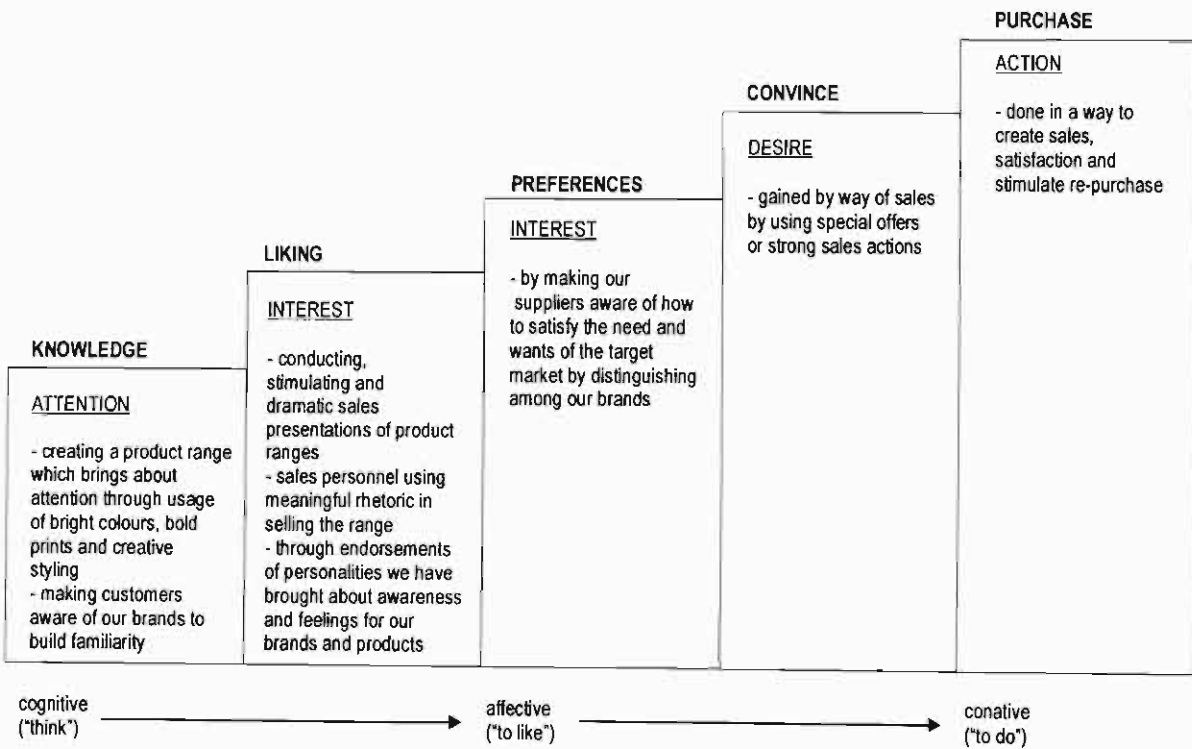 KNOWLEDGE
ATTENTION
- creating a product range
which brings about
attention through usage
of bright colours, bold
prints and creative
styling
- making customers
aware of our brands to
build familiarity
LIKING
INTEREST
- conducting,
stimulating and
dramatic sales
presentations of product
ranges
- sales personnel using
meaningful rhetoric in
selling the range
- through endorsements
of personalities we have
brought about awareness
and feelings for our
brands and products
PREFERENCES
INTEREST
- by making our
suppliers aware of how
to satisfy the need and
wants of the target
market by distinguishing
among our brands
CONVINCE
DESIRE
- gained by way of sales
by using special offers
or strong sales actions
PURCHASE
ACTION
- done in a way to
create sales,
satisfaction and
stimulate re-purchase
cognitive
("think")
affective
("to like")
conative
("to do")